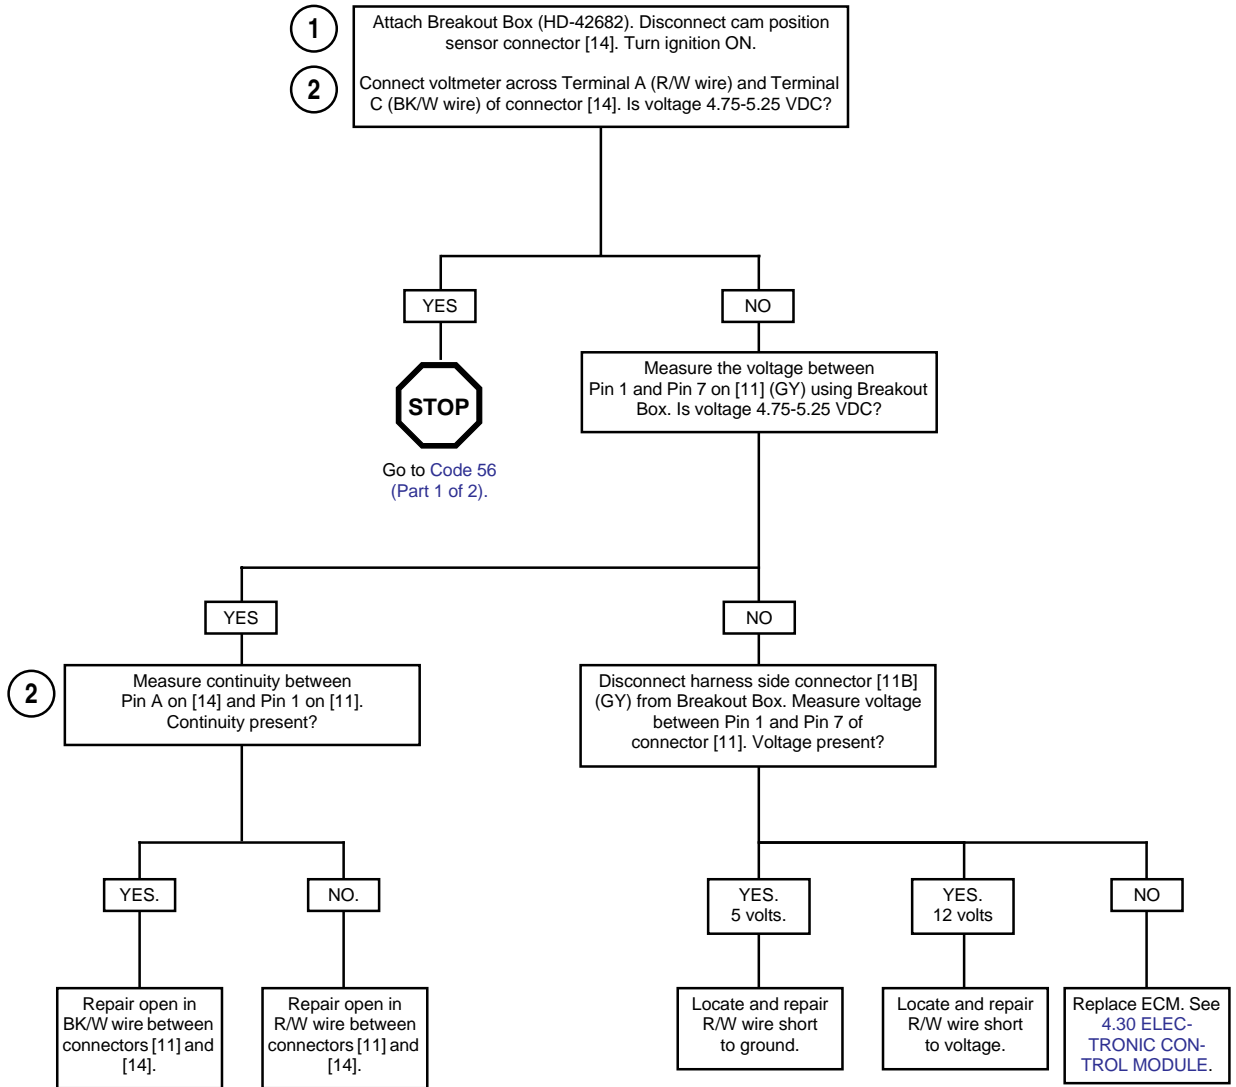 1
Attach Breakout Box (HD-42682). Disconnect cam position
sensor connector [14]. Turn ignition ON.
2
Connect voltmeter across Terminal A (R/W wire) and Terminal
C (BK/W wire) of connector [14]. Is voltage 4.75-5.25 VDC?
YES
NO
STOP
Go to Code 56
(Part 1 of 2).
Measure the voltage between
Pin 1 and Pin 7 on [11] (GY) using Breakout
Box. Is voltage 4.75-5.25 VDC?
YES
NO
2
Measure continuity between
Pin A on [14] and Pin 1 on [11].
Continuity present?
Disconnect harness side connector [11B]
(GY) from Breakout Box. Measure voltage
between Pin 1 and Pin 7 of
connector [11]. Voltage present?
YES.
NO.
YES.
5 volts.
YES.
12 volts
NO
Repair open in
BK/W wire between
connectors [11] and
[14].
Repair open in
R/W wire between
connectors [11] and
[14].
Locate and repair
R/W wire short
to ground.
Locate and repair
R/W wire short
to voltage.
Replace ECM. See
4.30 ELEC-
TRONIC CON-
TROL MODULE.